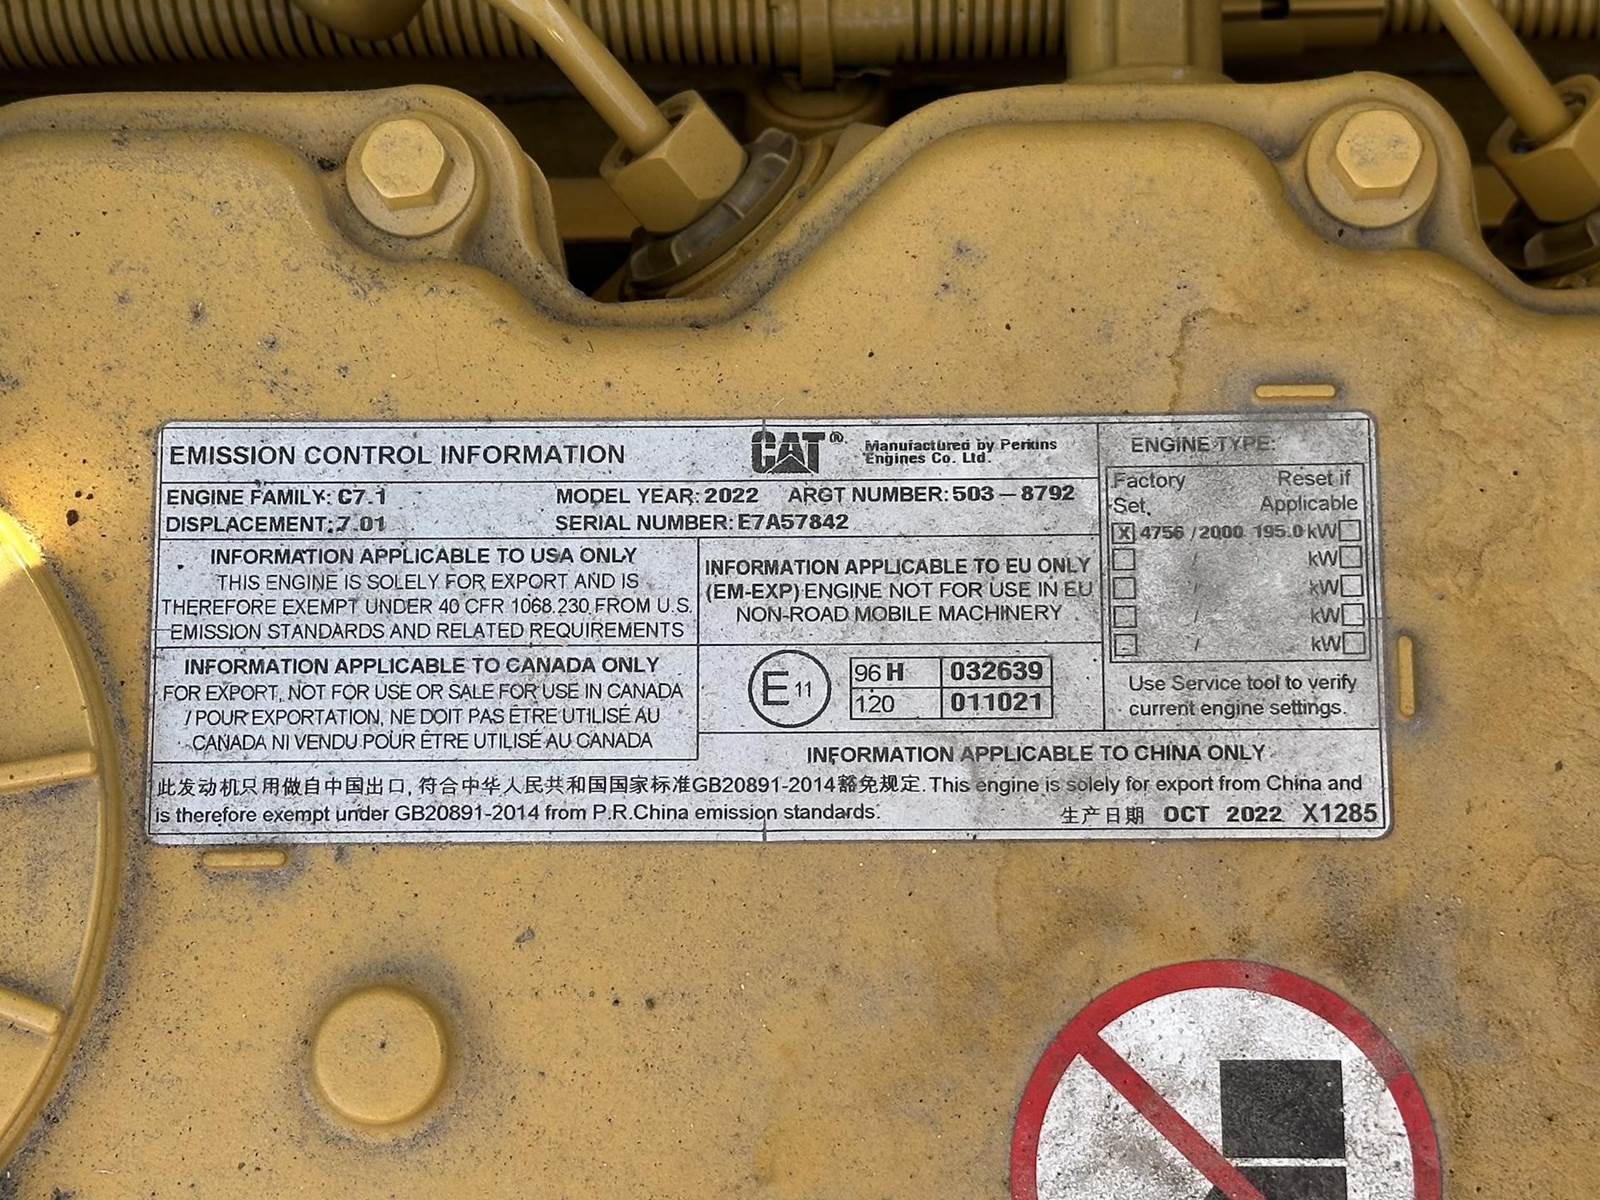 EMISSION CONTROL INFORMATION
CAT® Manufactured by Perkins
Engines Co. Ltd.
ENGINE FAMILY: C7.1 MODEL YEAR: 2022 ARGT NUMBER: 503-8792
DISPLACEMENT: 7.01 SERIAL NUMBER: E7A57842
INFORMATION APPLICABLE TO USA ONLY
THIS ENGINE IS SOLELY FOR EXPORT AND IS
THEREFORE EXEMPT UNDER 40 CFR 1068.230 FROM U.S.
EMISSION STANDARDS AND RELATED REQUIREMENTS
INFORMATION APPLICABLE TO CANADA ONLY
FOR EXPORT, NOT FOR USE OR SALE FOR USE IN CANADA
/ POUR EXPORTATION, NE DOIT PAS ÊTRE UTILISÉ AU
CANADA NI VENDU POUR ÊTRE UTILISÉ AU CANADA
INFORMATION APPLICABLE TO EU ONLY
(EM-EXP) ENGINE NOT FOR USE IN EU
NON-ROAD MOBILE MACHINERY
E 11
96 H 032639
120 011021
ENGINE TYPE:
Factory Reset if
Set Applicable
X 4756 / 2000 195.0 kW
/ kW
/ kW
/ kW
/ kW
Use Service tool to verify
current engine settings.
INFORMATION APPLICABLE TO CHINA ONLY
此发动机只用做自中国出口, 符合中华人民共和国国家标准GB20891-2014豁免规定. This engine is solely for export from China and
is therefore exempt under GB20891-2014 from P.R.China emission standards.
生产日期 OCT 2022 X1285